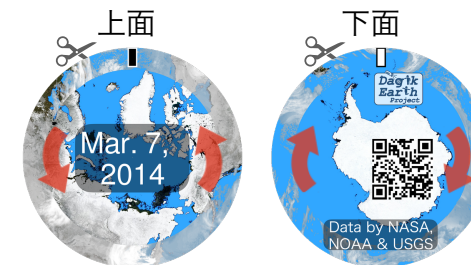 上面
下面
Mar. 7,
2014
Dagik
Earth
Project
Data by NASA,
NOAA & USGS